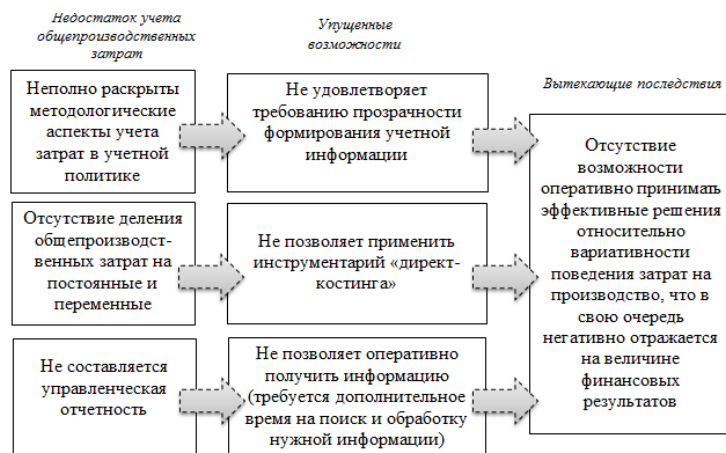 Недостаток учета
общепроизводственных
затрат
Упущенные
возможности
Вытекающие последствия
Неполно раскрыты
методологические
аспекты учета
затрат в учетной
политике
Не удовлетворяет
требованию прозрачности
формирования учетной
информации
Отсутствие деления
общепроизводст-
венных затрат на
постоянные и
переменные
Не позволяет применить
инструментарий «директ-
костинга»
Не составляется
управленческая
отчетность
Не позволяет оперативно
получить информацию
(требуется дополнительное
время на поиск и обработку
нужной информации)
Отсутствие
возможности
оперативно принимать
эффективные решения
относительно
вариативности
поведения затрат на
производство, что в
свою очередь
негативно отражается
на величине
финансовых
результатов